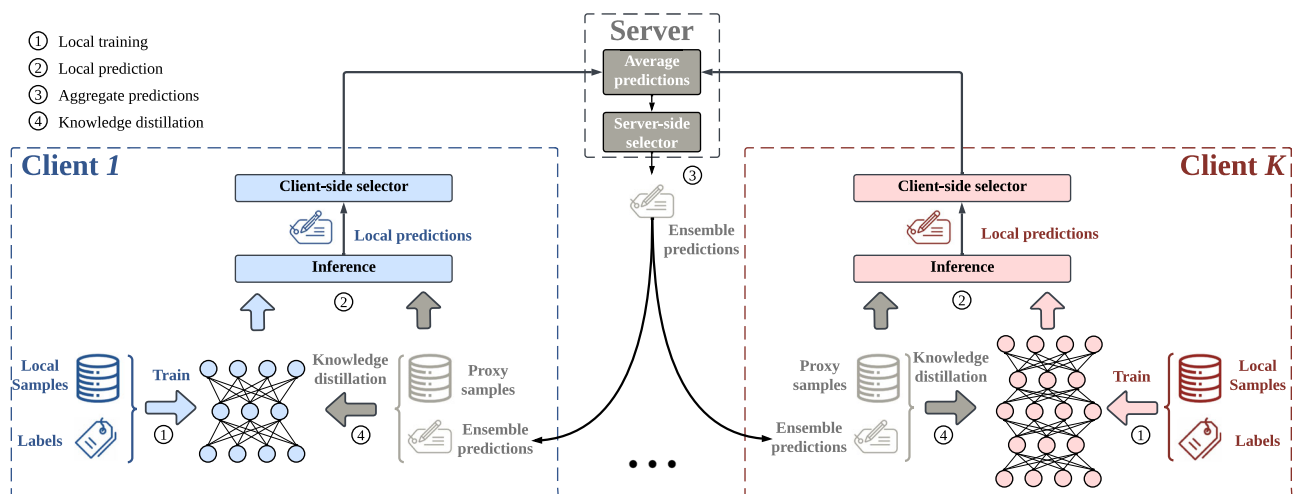 ① Local training
② Local prediction
③ Aggregate predictions
④ Knowledge distillation
Server
Average
predictions
Server-side
selector
③
Ensemble
predictions
Client 1
Client-side selector
Local predictions
Inference
②
Local
Samples
Labels
Train
①
Knowledge
distillation
④
Proxy
samples
Ensemble
predictions
Client K
Client-side selector
Local predictions
Inference
②
Proxy
samples
Ensemble
predictions
Knowledge
distillation
④
Train
①
Local
Samples
Labels